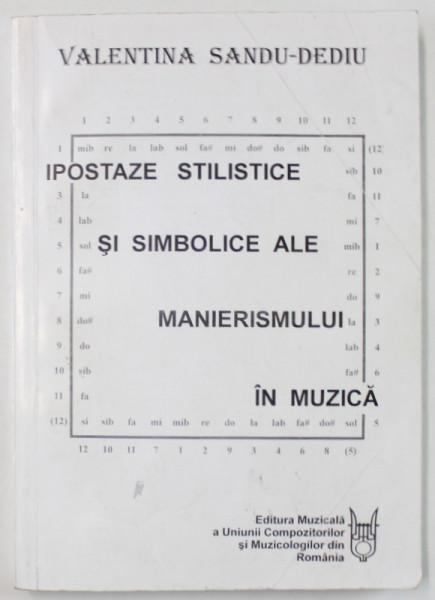 VALENTINA SANDU-DEDIU
1 2 3 4 5 6 7 8 9 10 11 12
1 mib re la lab sol fa# mi do# do sib fa si (12)
sib 10
IPOSTAZE STILISTICE
3 la fa 11
4 lab mi 7
5 sol ŞI SIMBOLICE ALE mib 1
6 fa# re 2
7 mi do 9
8 do# MANIERISMULUI la 3
9 do lab 4
10 sib fa# 6
11 fa ÎN MUZICĂ
(12) si sib fa mi mib re do la lab fa# do# sol 5
12 10 11 7 1 2 9 3 4 6 8 (5)
Editura Muzicală
a Uniunii Compozitorilor
şi Muzicologilor din
România